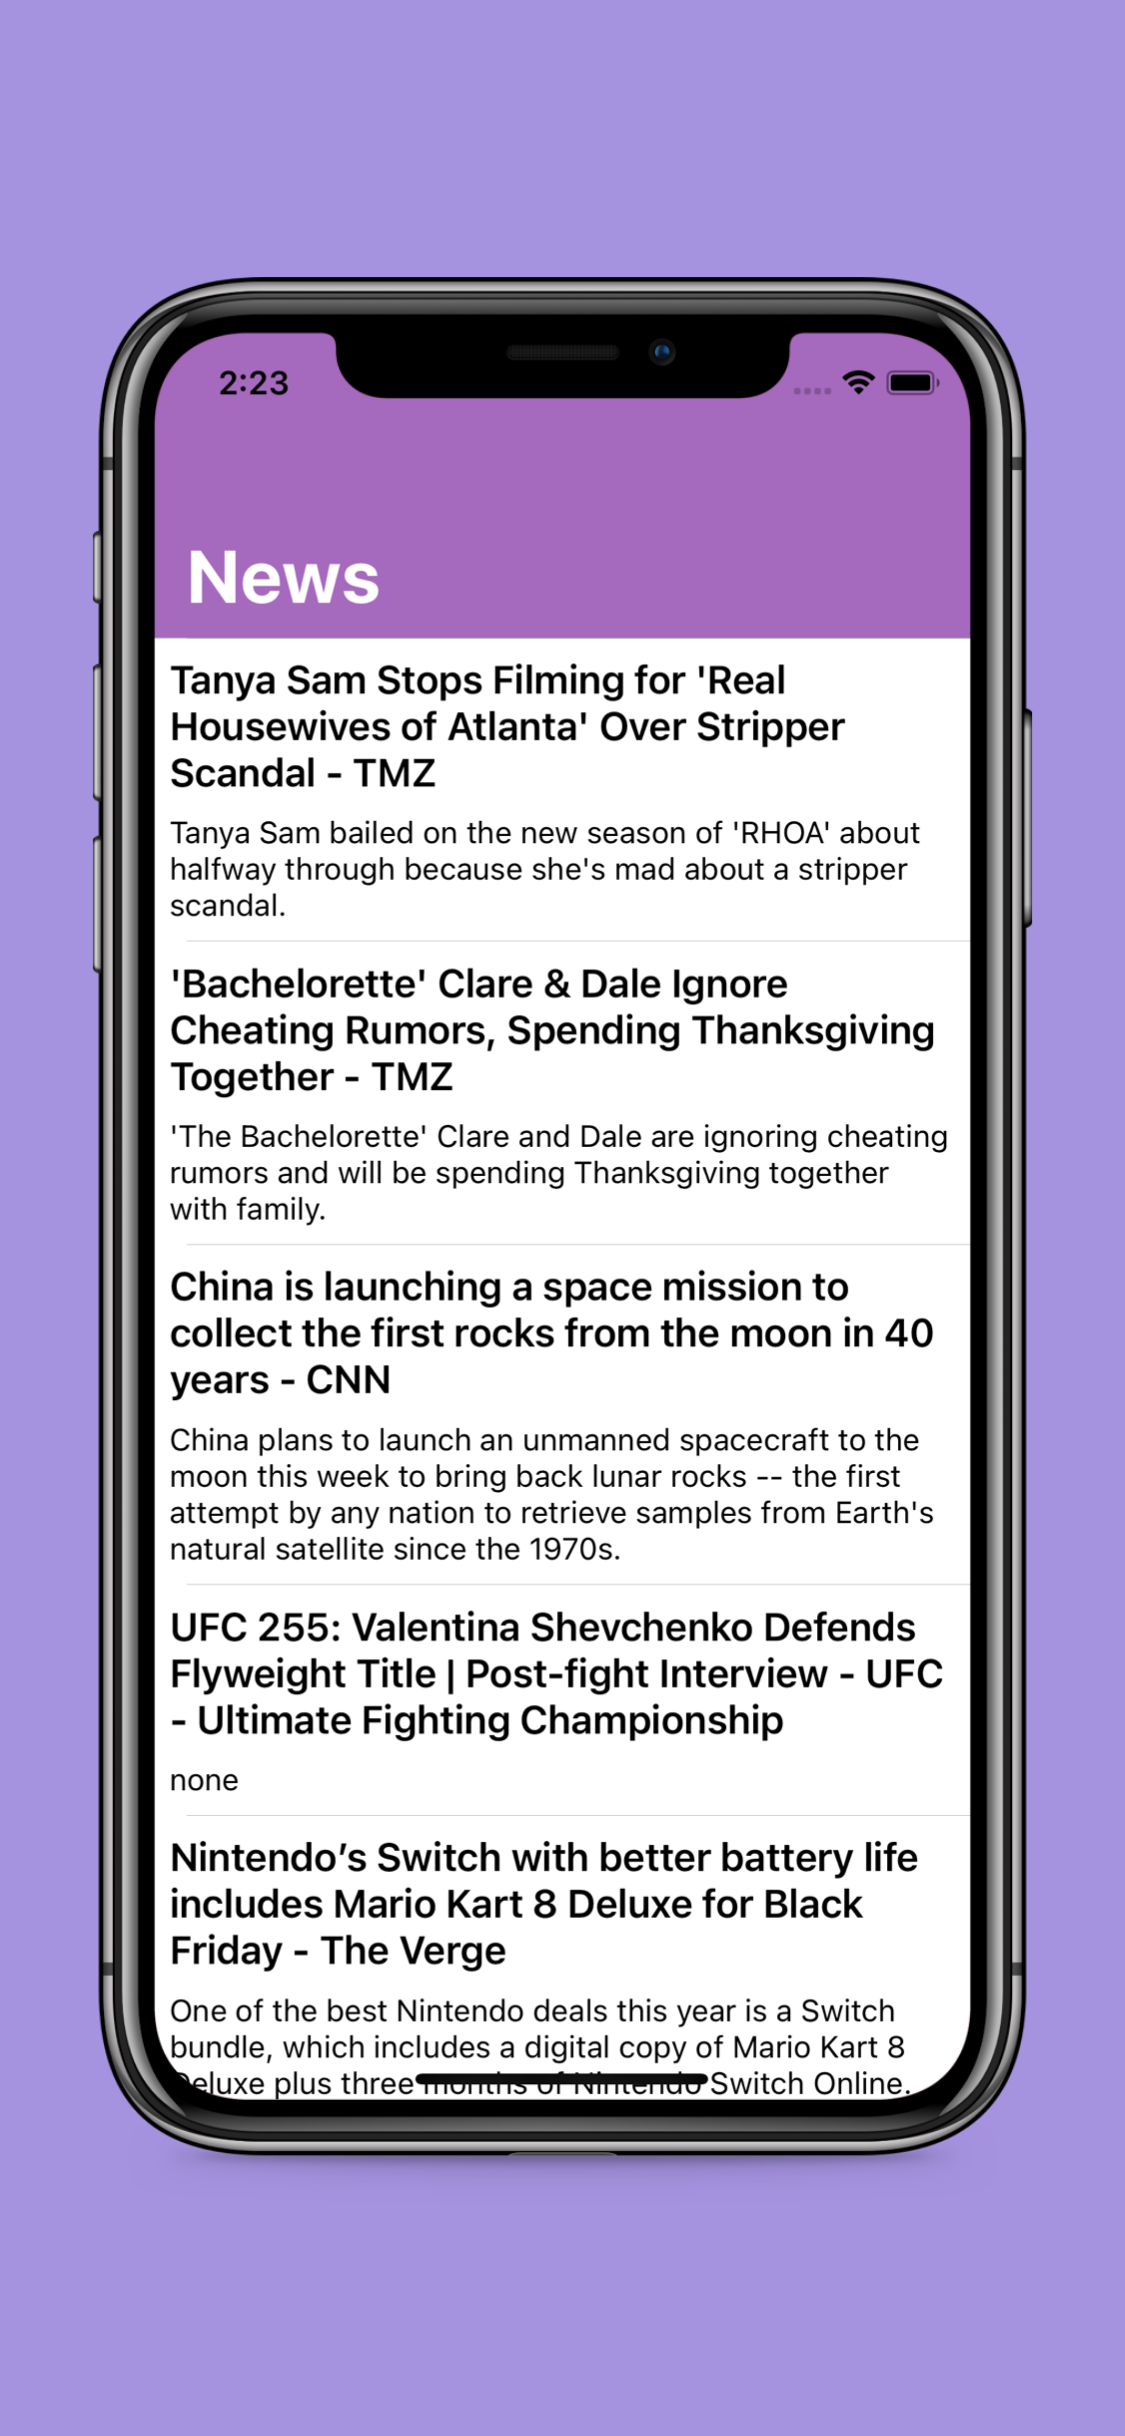 2:23
News
Tanya Sam Stops Filming for 'Real
Housewives of Atlanta' Over Stripper
Scandal - TMZ
Tanya Sam bailed on the new season of 'RHOA' about
halfway through because she's mad about a stripper
scandal.
'Bachelorette' Clare & Dale Ignore
Cheating Rumors, Spending Thanksgiving
Together - TMZ
'The Bachelorette' Clare and Dale are ignoring cheating
rumors and will be spending Thanksgiving together
with family.
China is launching a space mission to
collect the first rocks from the moon in 40
years - CNN
China plans to launch an unmanned spacecraft to the
moon this week to bring back lunar rocks -- the first
attempt by any nation to retrieve samples from Earth's
natural satellite since the 1970s.
UFC 255: Valentina Shevchenko Defends
Flyweight Title | Post-fight Interview - UFC
- Ultimate Fighting Championship
none
Nintendo’s Switch with better battery life
includes Mario Kart 8 Deluxe for Black
Friday - The Verge
One of the best Nintendo deals this year is a Switch
bundle, which includes a digital copy of Mario Kart 8
Deluxe plus three months of Nintendo Switch Online.